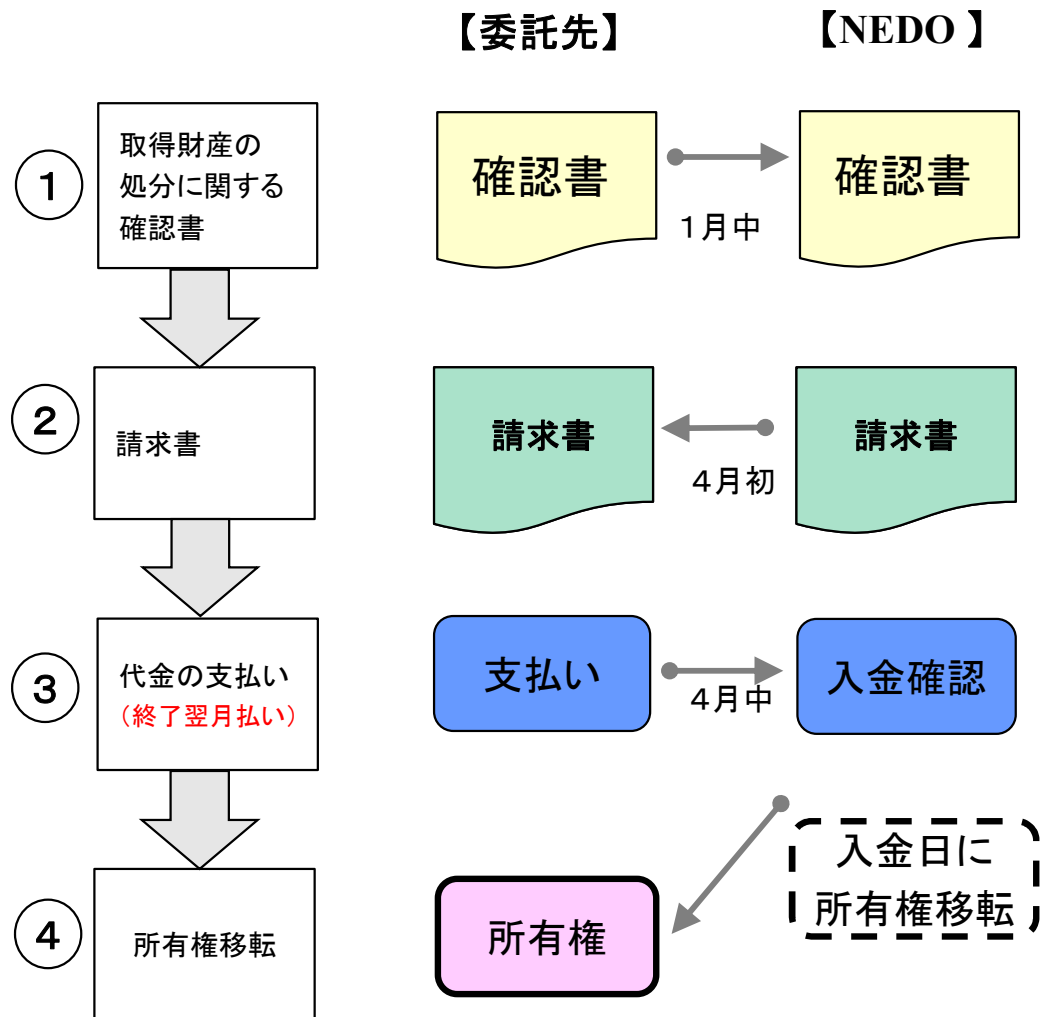 【委託先】
【NEDO 】
1
取得財産の
処分に関する
確認書
確認書
１月中
確認書
2
請求書
請求書
４月初
請求書
3
代金の支払い
（終了翌月払い）
支払い
４月中
入金確認
4
所有権移転
所有権
入金日に
所有権移転